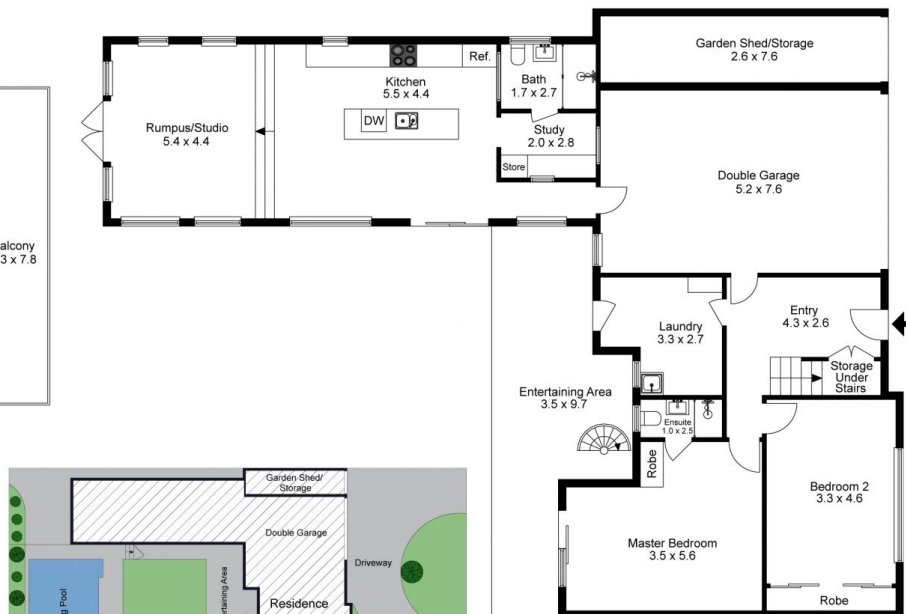 Garden Shed/Storage
2.6 x 7.6
Ref.
Kitchen
5.5 x 4.4
Bath
1.7 x 2.7
DW
Rumpus/Studio
5.4 x 4.4
Study
2.0 x 2.8
Store
Double Garage
5.2 x 7.6
alcony
3 x 7.8
Entry
4.3 x 2.6
Laundry
3.3 x 2.7
Storage
Under
Stairs
Entertaining Area
3.5 x 9.7
Ensuite
1.0 x 2.5
Robe
Bedroom 2
3.3 x 4.6
Master Bedroom
3.5 x 5.6
Robe
Garden Shed/
Storage
Double Garage
Driveway
g Pool
ertaining Area
Residence